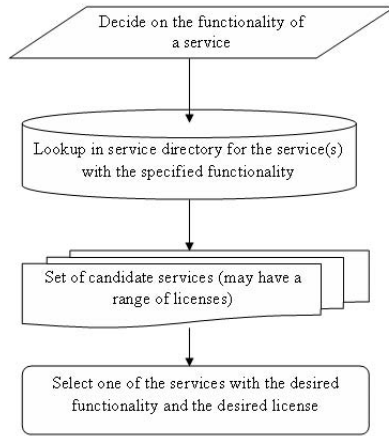 Decide on the functionality of
a service
Lookup in service directory for the service(s)
with the specified functionality
Set of candidate services (may have a
range of licenses)
Select one of the services with the desired
functionality and the desired license